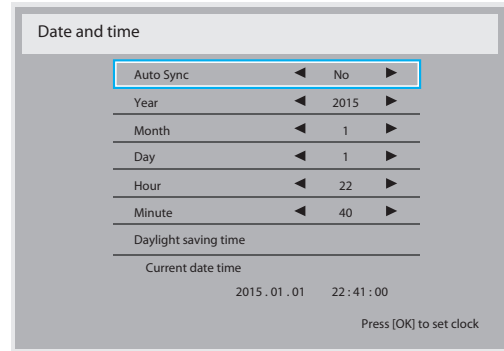 Date and time
Auto Sync ◀ No ▶
Year ◀ 2015 ▶
Month ◀ 1 ▶
Day ◀ 1 ▶
Hour ◀ 22 ▶
Minute ◀ 40 ▶
Daylight saving time
Current date time
2015 . 01 . 01 22 : 41 : 00
Press [OK] to set clock